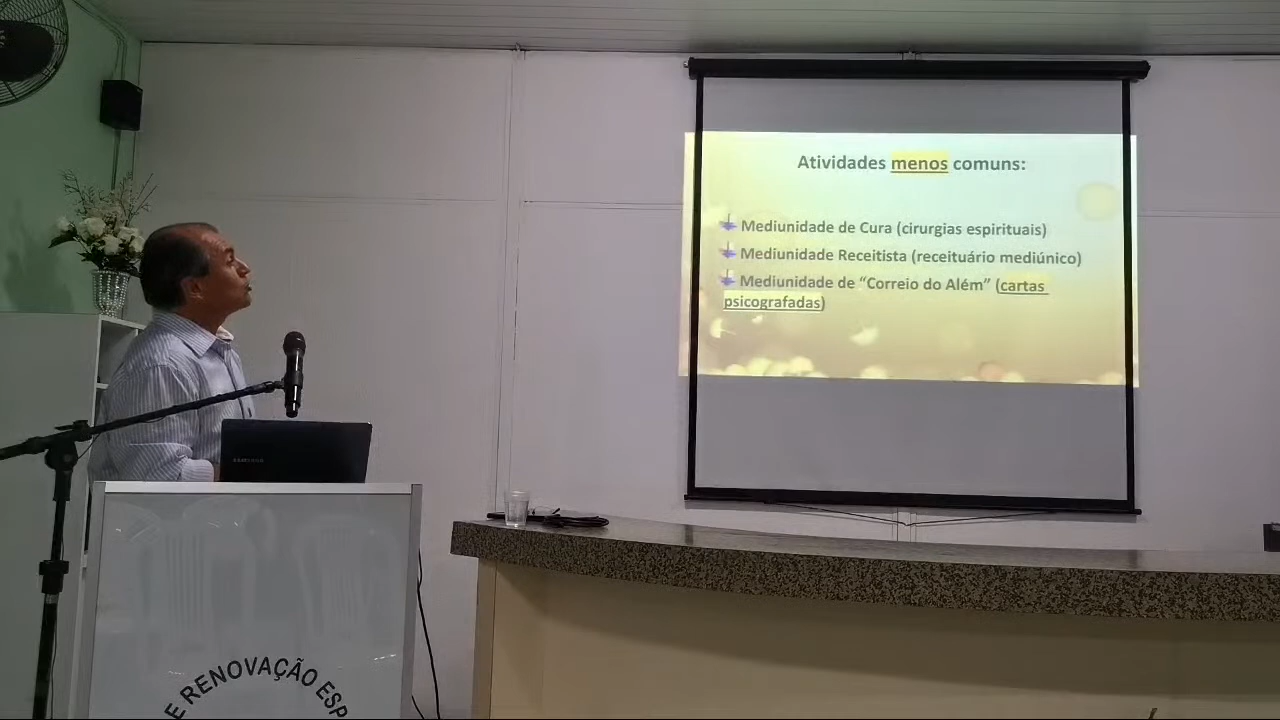 Atividades menos comuns:
Mediunidade de Cura (cirurgias espirituais)
Mediunidade Receitista (receituário mediúnico)
Mediunidade de “Correio do Além” (cartas
psicografadas)
SAMSUNG
E RENOVAÇÃO ESP